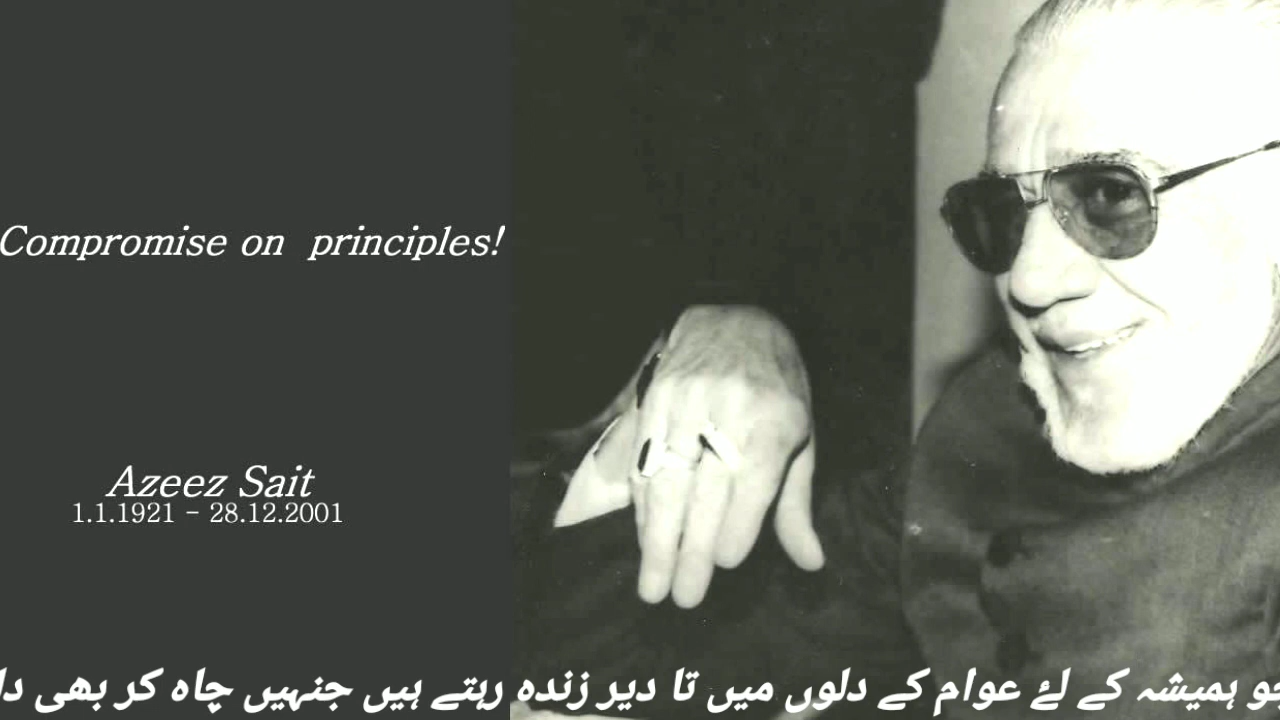 Compromise on principles!
Azeez Sait
1.1.1921 - 28.12.2001
جو ہمیشہ کے لئے عوام کے دلوں میں تا دیر زندہ رہتے ہیں جنہیں چاہ کر بھی